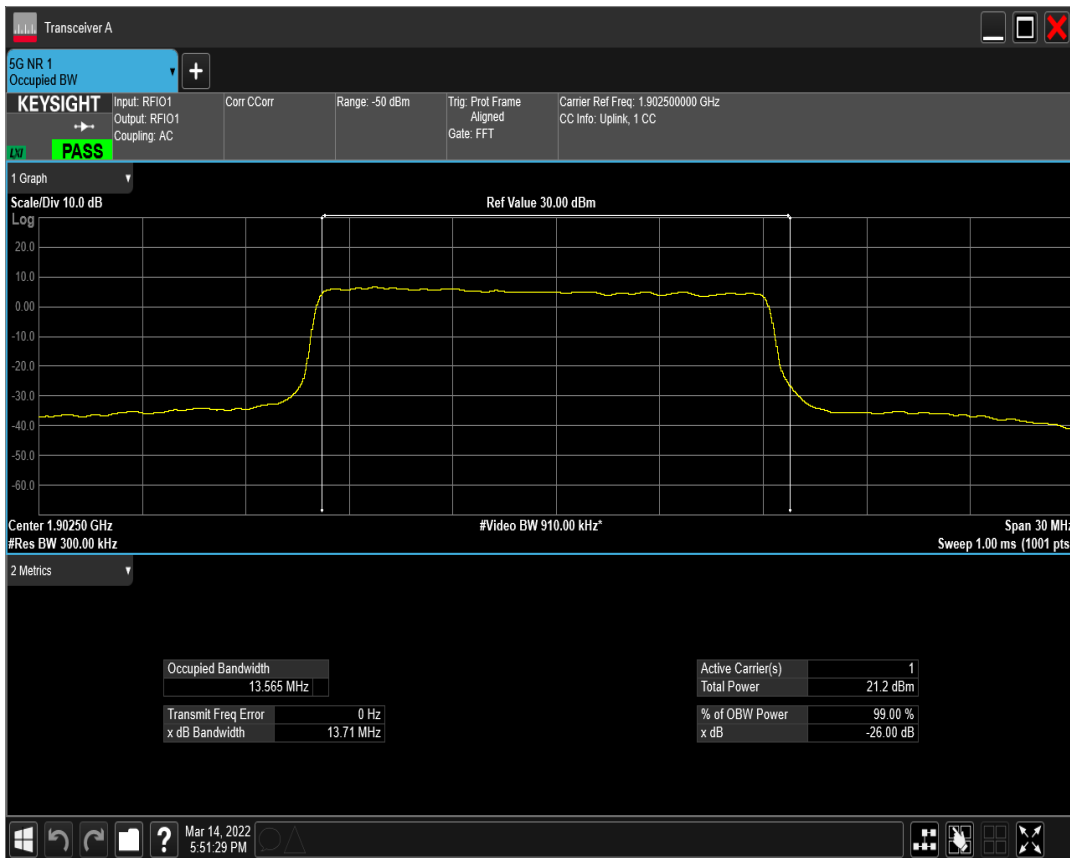 Transceiver A
5G NR 1
Occupied BW
+
KEYSIGHT
LXI
PASS
Input: RFIO1
Output: RFIO1
Coupling: AC
Corr CCorr
Range: -50 dBm
Trig: Prot Frame
Aligned
Gate: FFT
Carrier Ref Freq: 1.902500000 GHz
CC Info: Uplink, 1 CC
1 Graph
Scale/Div 10.0 dB
Ref Value 30.00 dBm
Log
20.0
10.0
0.00
-10.0
-20.0
-30.0
-40.0
-50.0
-60.0
Center 1.90250 GHz
#Video BW 910.00 kHz*
Span 30 MHz
#Res BW 300.00 kHz
Sweep 1.00 ms (1001 pts
2 Metrics
Occupied Bandwidth
13.565 MHz
Transmit Freq Error 0 Hz
x dB Bandwidth 13.71 MHz
Active Carrier(s) 1
Total Power 21.2 dBm
% of OBW Power 99.00 %
x dB -26.00 dB
?
Mar 14, 2022
5:51:29 PM